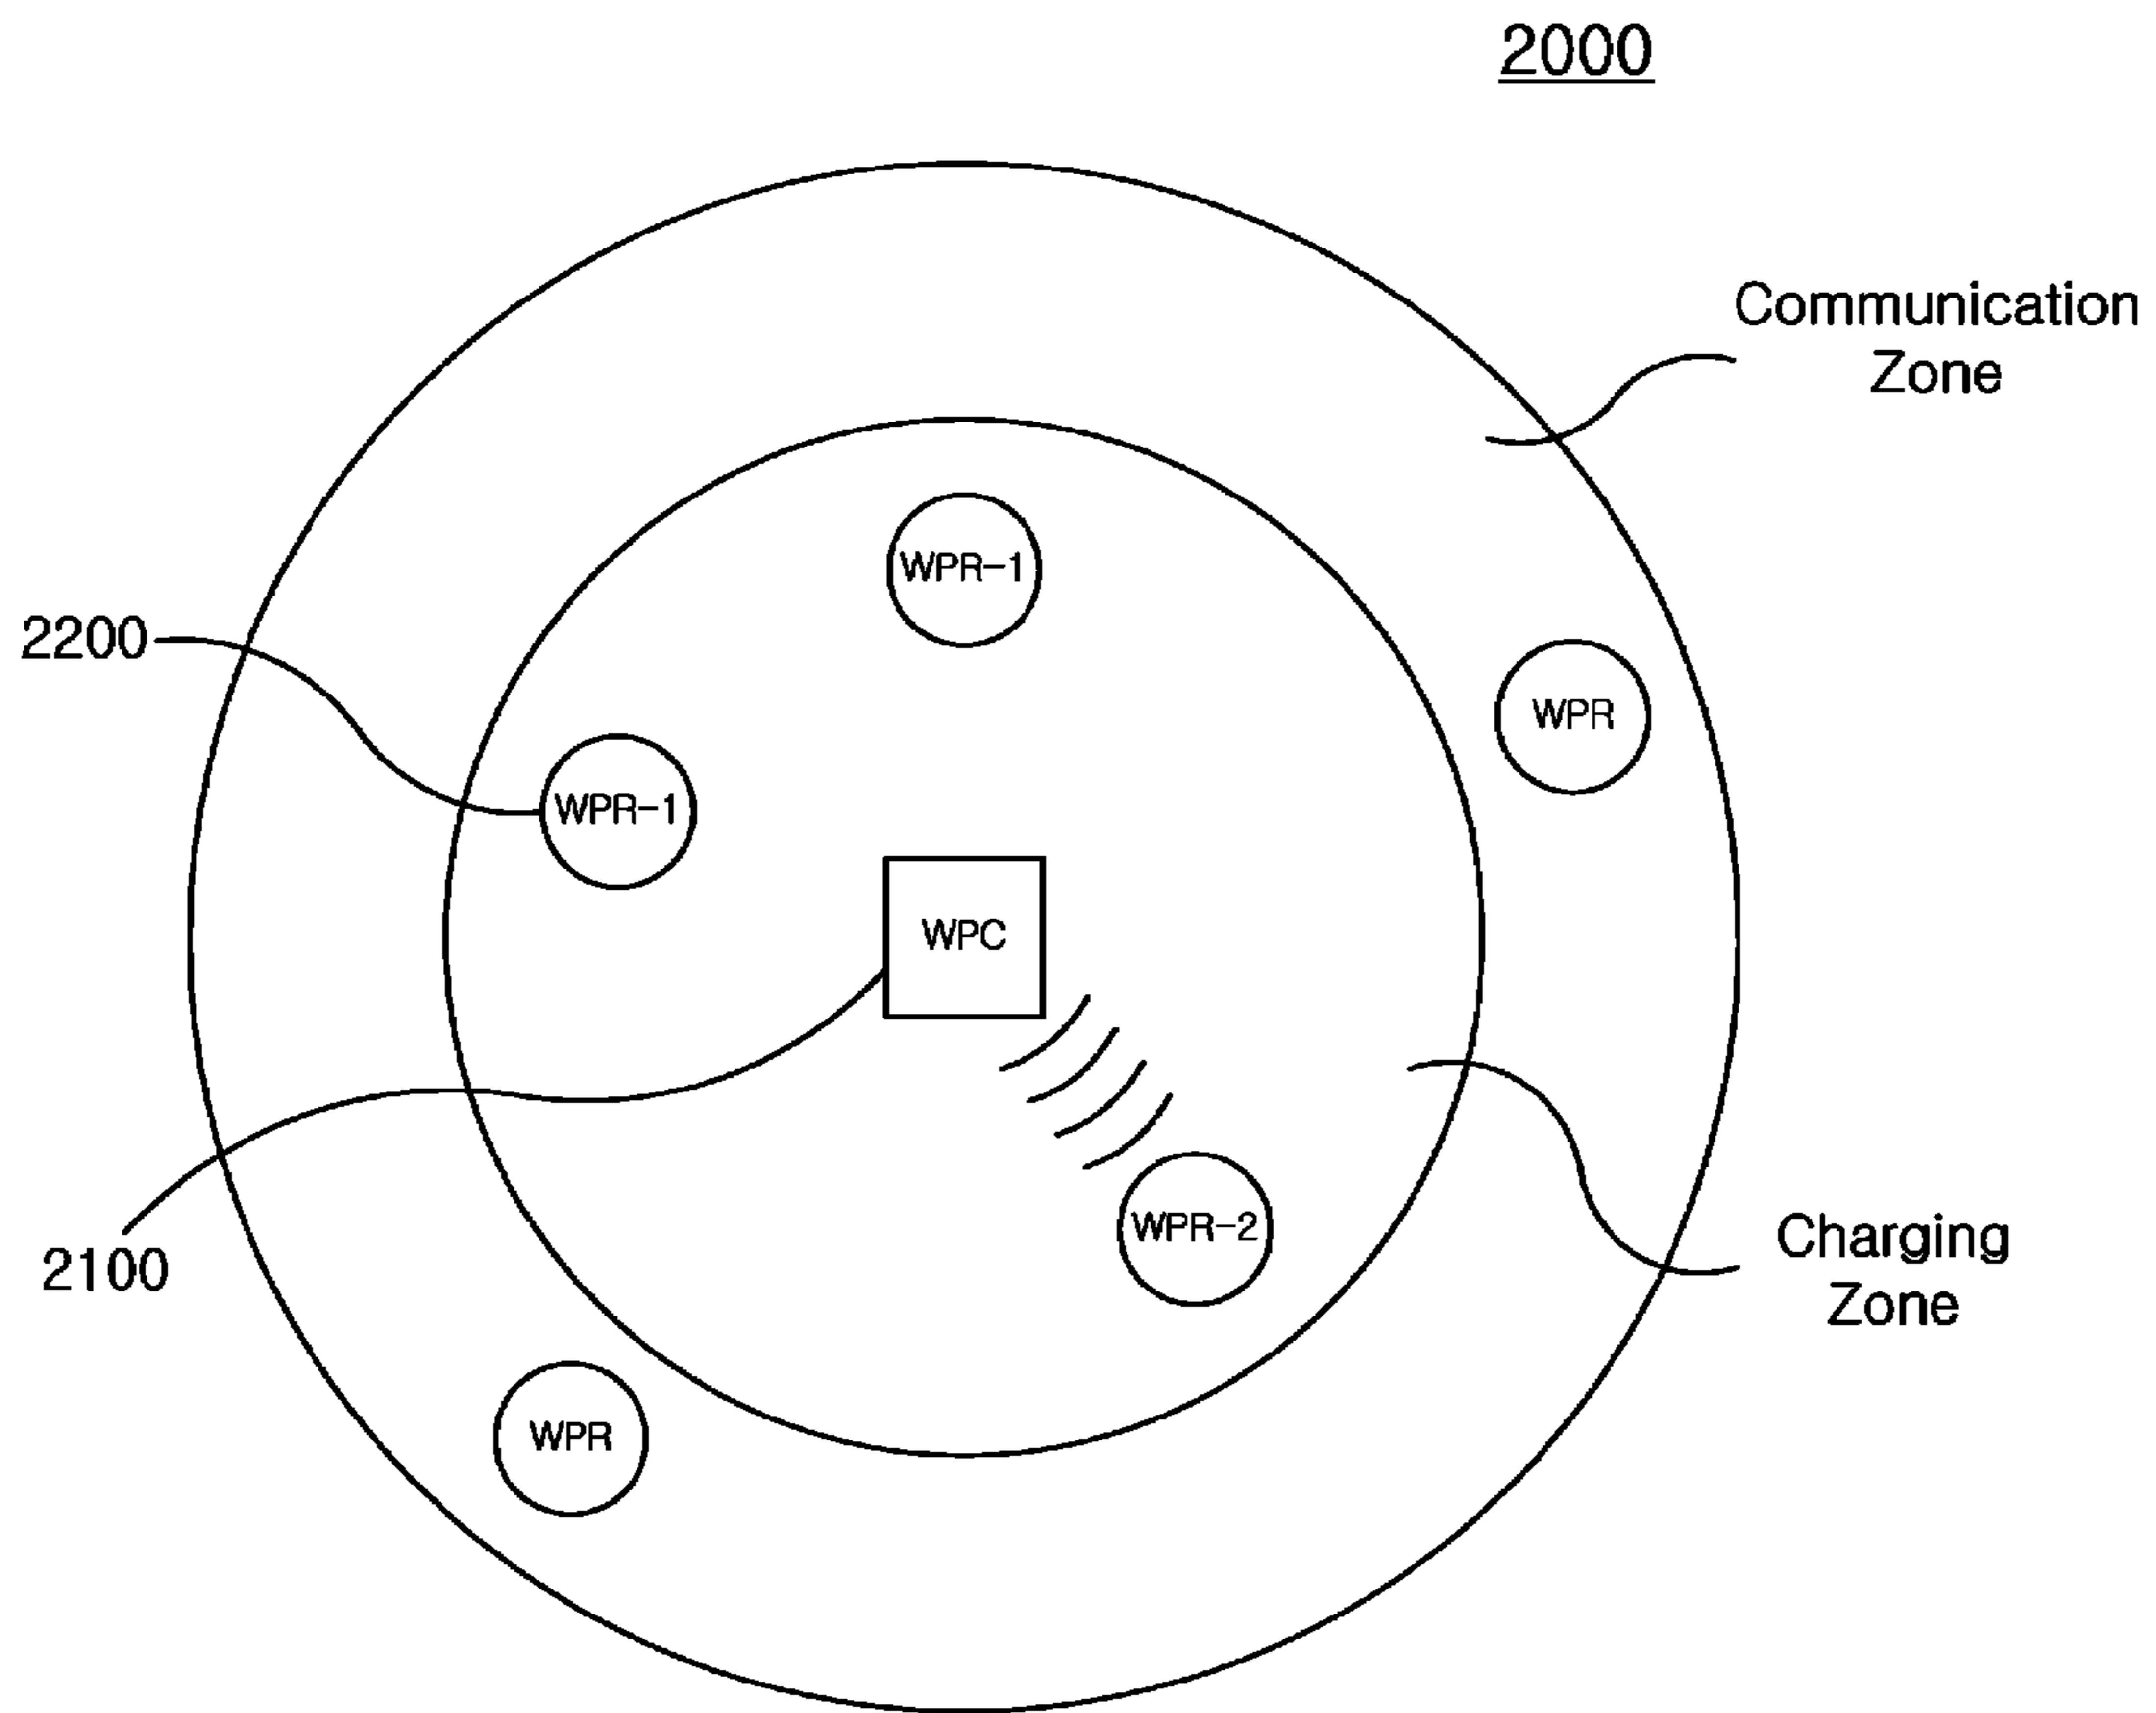 2000
Communication
Zone
WPR-1
2200
WPR
WPR-1
WPC
WPR-2
2100
Charging
Zone
WPR